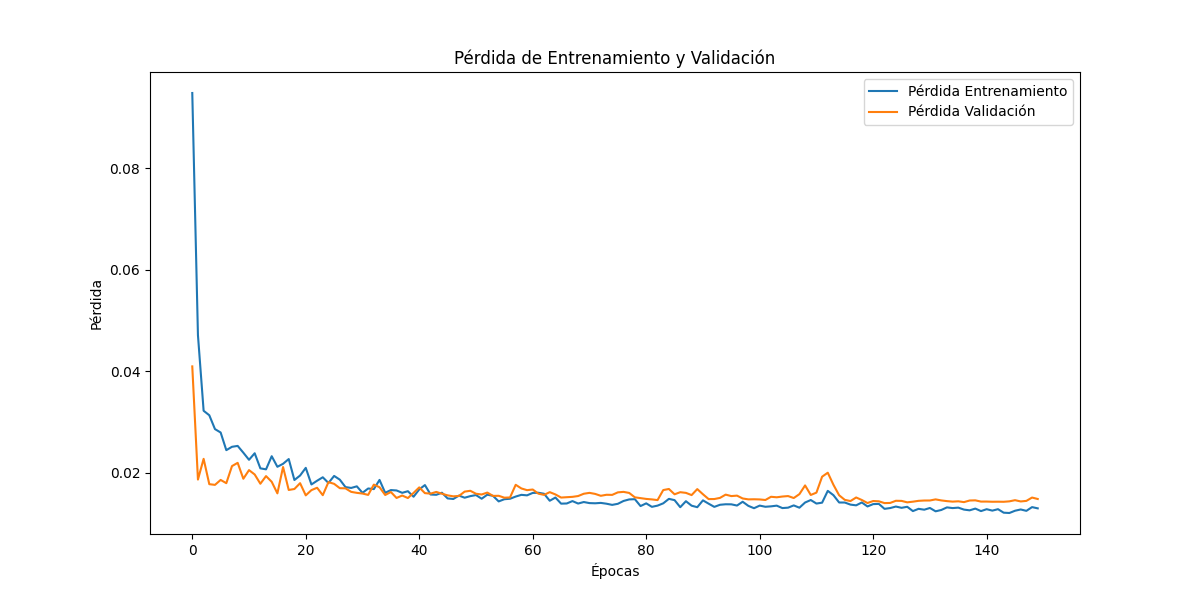 Pérdida de Entrenamiento y Validación
Pérdida Entrenamiento
Pérdida Validación
Pérdida
0.08
0.06
0.04
0.02
0 20 40 60 80 100 120 140
Épocas